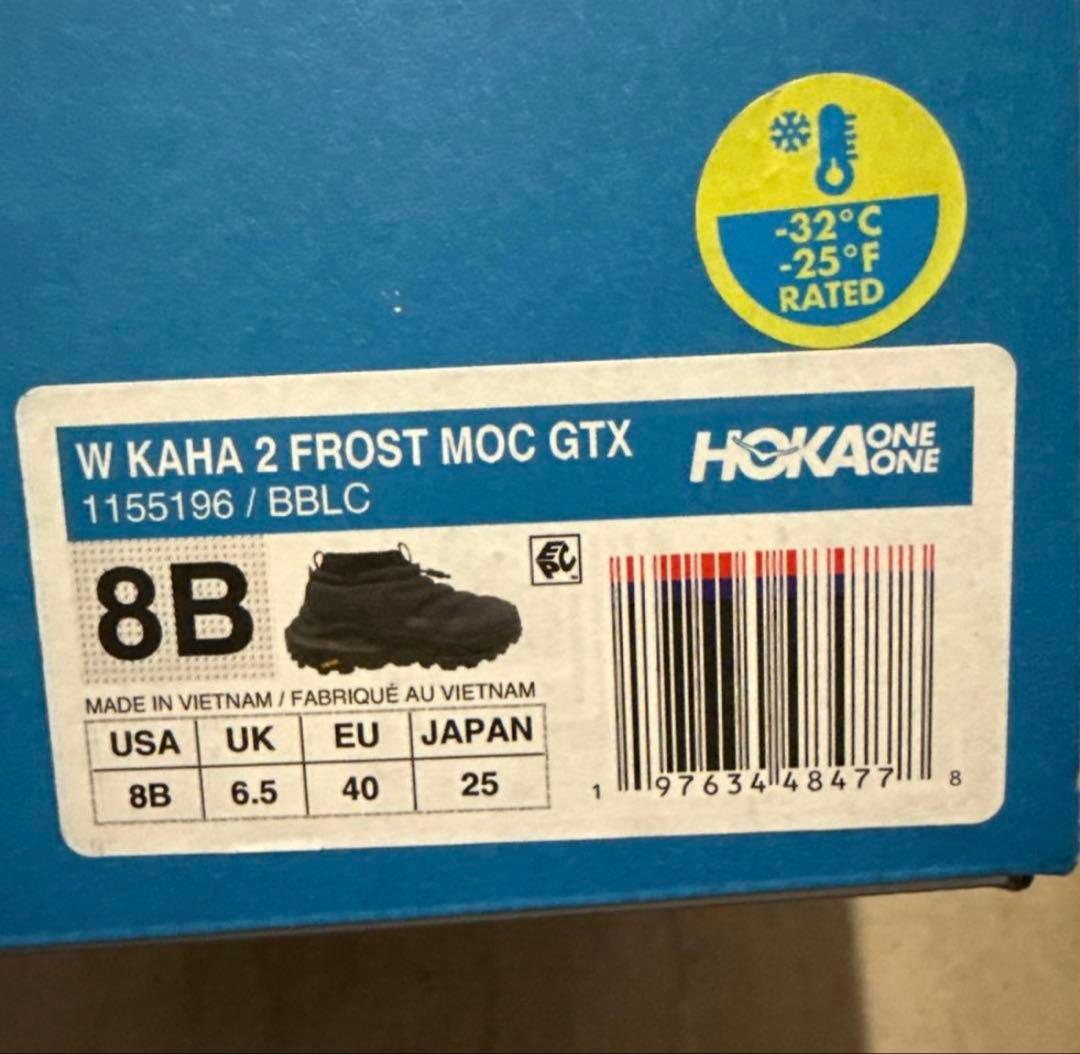 -32°C
-25°F
RATED
W KAHA 2 FROST MOC GTX
1155196 / BBLC
HOKA ONE ONE
8B
EPC
MADE IN VIETNAM / FABRIQUÉ AU VIETNAM
USA UK EU JAPAN
8B 6.5 40 25
1 97634 48477 8